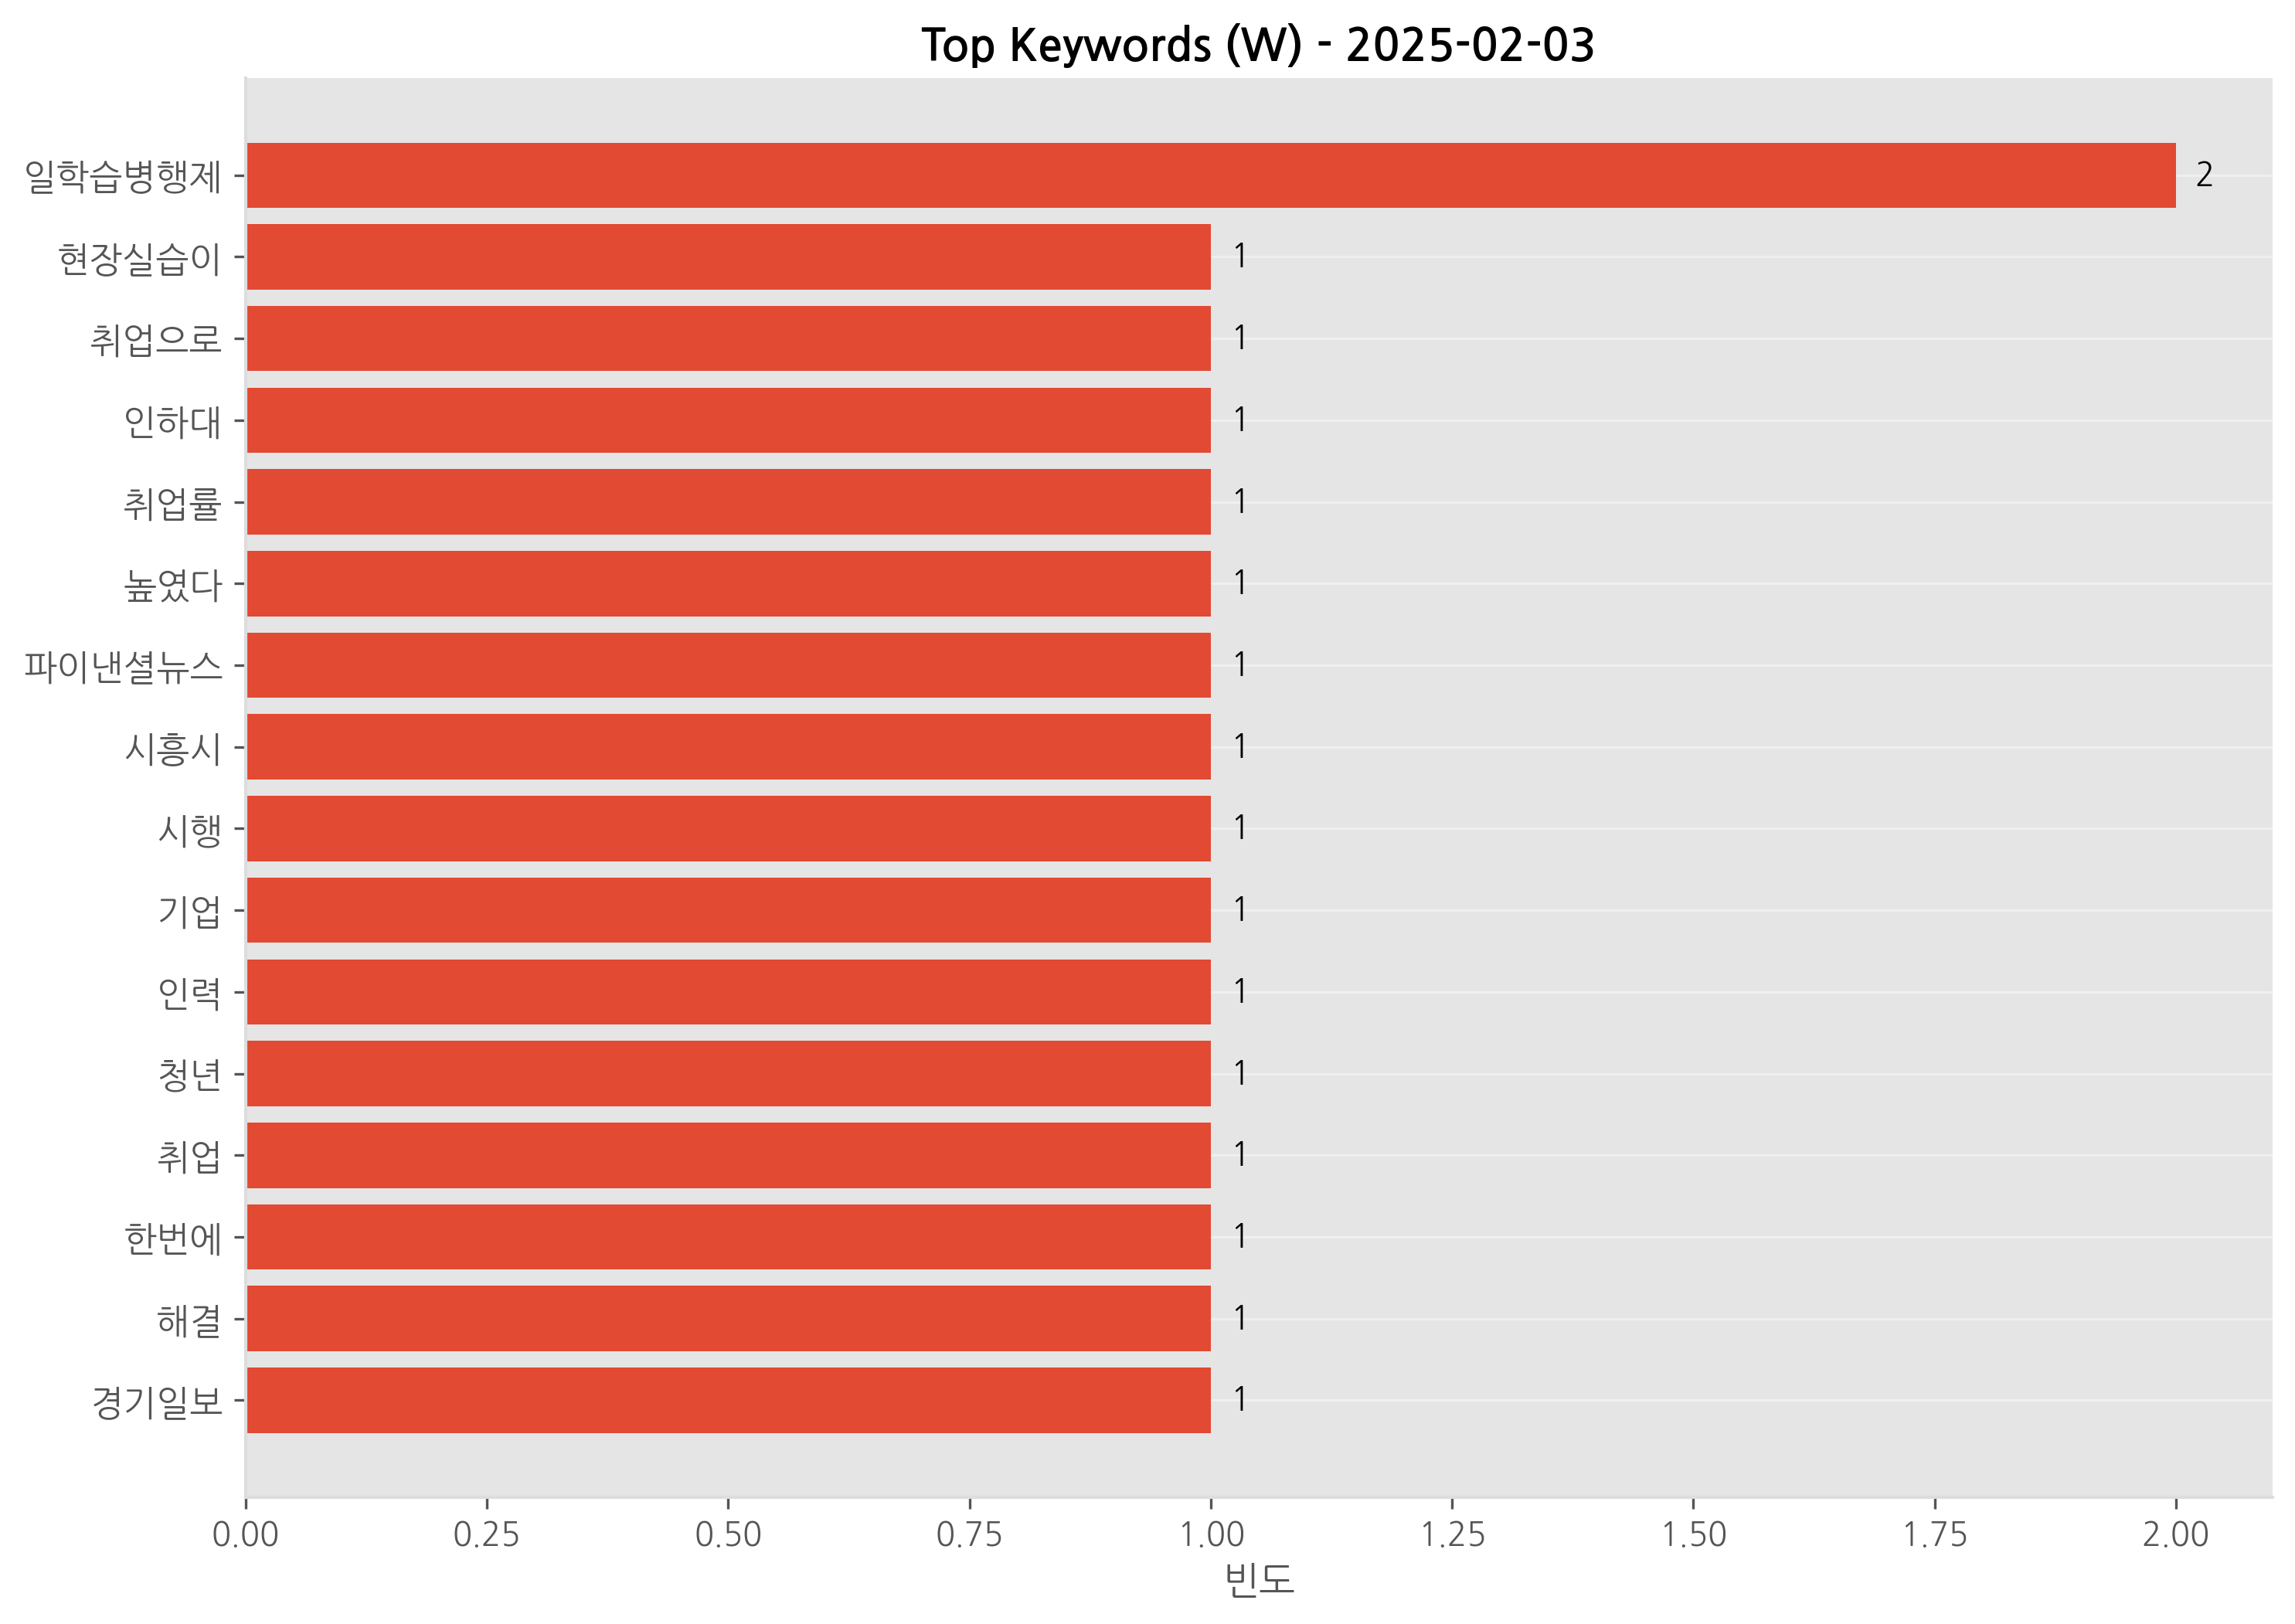 Top Keywords (W) - 2025-02-03
일학습병행제 2
현장실습이 1
취업으로 1
인하대 1
취업률 1
높였다 1
파이낸셜뉴스 1
시흥시 1
시행 1
기업 1
인력 1
청년 1
취업 1
한번에 1
해결 1
경기일보 1
0.00 0.25 0.50 0.75 1.00 1.25 1.50 1.75 2.00
빈도